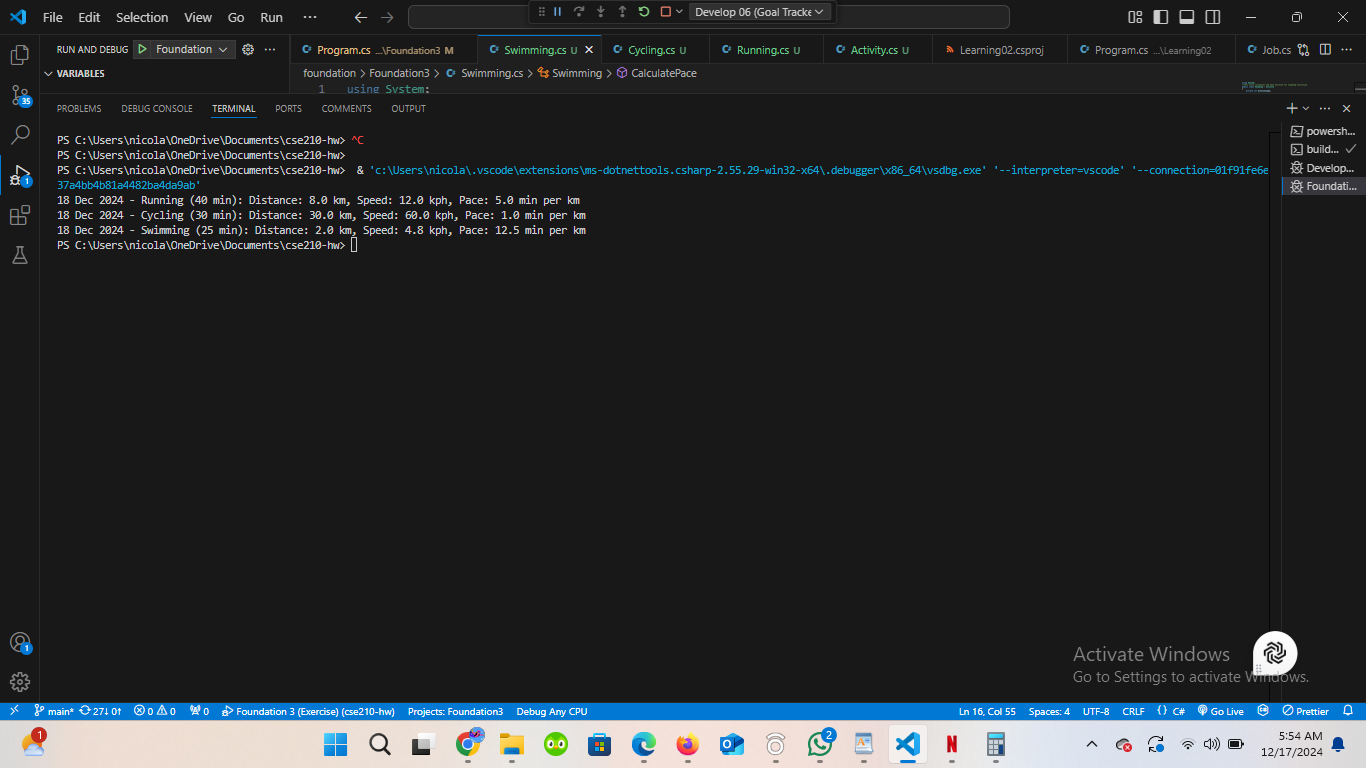 File Edit Selection View Go Run ··· Develop 06 (Goal Tracke
RUN AND DEBUG Foundation ··· Program.cs ...\Foundation3 M Swimming.cs U Cycling.cs U Running.cs U Activity.cs U Learning02.csproj Program.cs ...\Learning02 Job.cs ···
VARIABLES foundation > Foundation3 > Swimming.cs > Swimming > CalculatePace
1 using System;
PROBLEMS DEBUG CONSOLE TERMINAL PORTS COMMENTS OUTPUT
35
PS C:\Users\nicola\OneDrive\Documents\cse210-hw> ^C
PS C:\Users\nicola\OneDrive\Documents\cse210-hw>
PS C:\Users\nicola\OneDrive\Documents\cse210-hw> & 'c:\Users\nicola\.vscode\extensions\ms-dotnettools.csharp-2.55.29-win32-x64\.debugger\x86_64\vsdbg.exe' '--interpreter=vscode' '--connection=01f91fe6e
37a4bb4b81a4482ba4da9ab'
18 Dec 2024 - Running (40 min): Distance: 8.0 km, Speed: 12.0 kph, Pace: 5.0 min per km
18 Dec 2024 - Cycling (30 min): Distance: 30.0 km, Speed: 60.0 kph, Pace: 1.0 min per km
18 Dec 2024 - Swimming (25 min): Distance: 2.0 km, Speed: 4.8 kph, Pace: 12.5 min per km
PS C:\Users\nicola\OneDrive\Documents\cse210-hw>
powersh...
build...
Develop...
Foundati...
1
1
Activate Windows
Go to Settings to activate Windows.
main* 27↓ 0↑ 0 0 0 Foundation 3 (Exercise) (cse210-hw) Projects: Foundation3 Debug Any CPU Ln 16, Col 55 Spaces: 4 UTF-8 CRLF {} C# Go Live Prettier
1 2 N 5:54 AM
12/17/2024